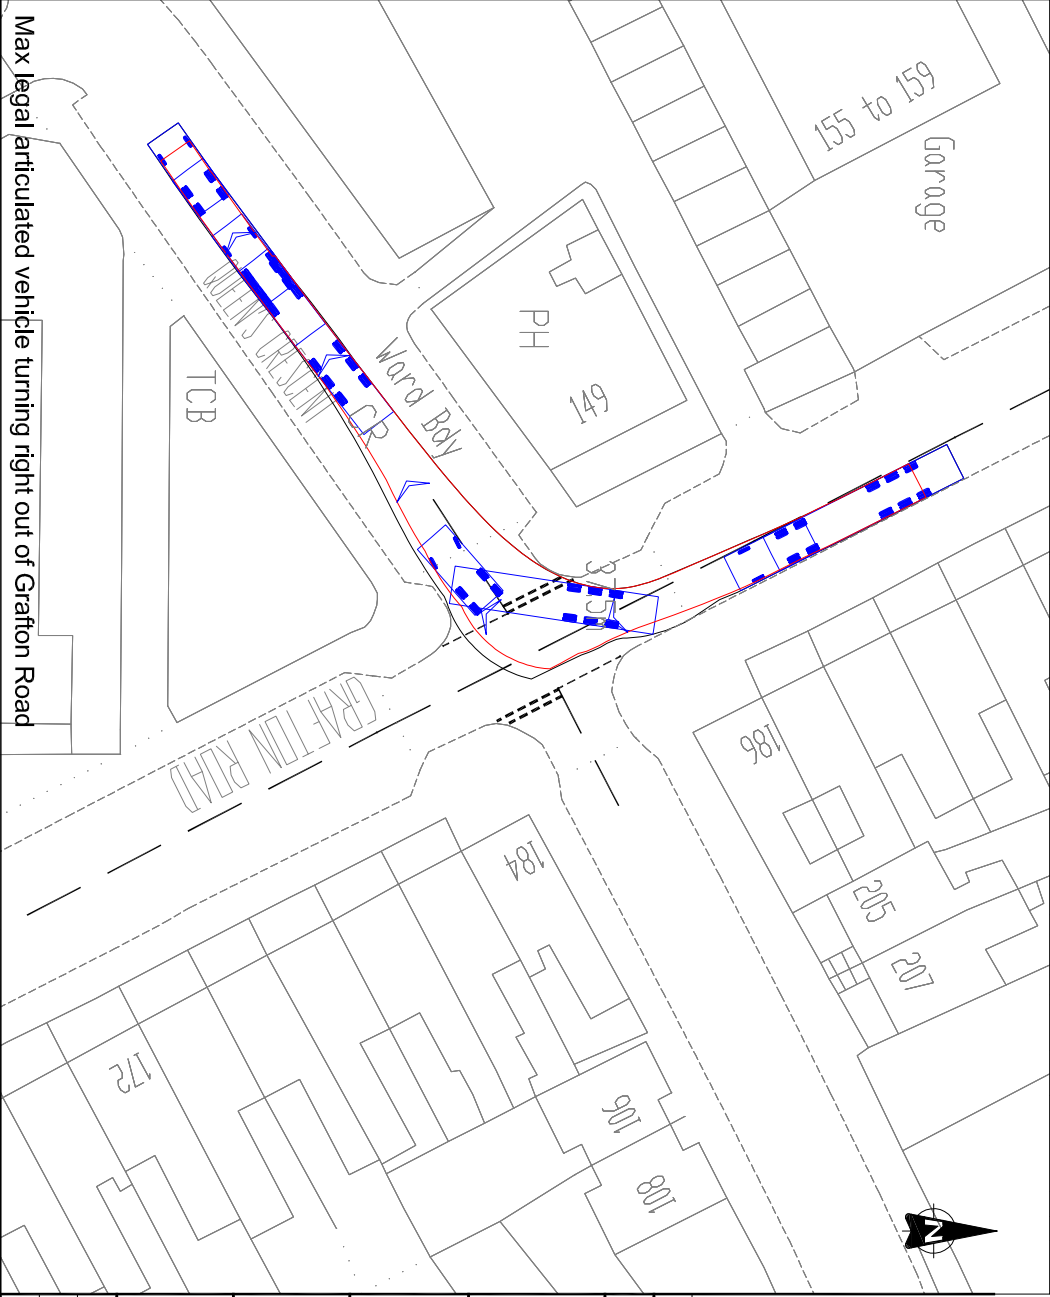 Max legal articulated vehicle turning right out of Grafton Road
155 to 159
Garage
PH
149
Ward Bdy
CR
QUEEN'S CRESCENT
TCB
GRAFTON ROAD
186
184
205
207
172
106
108
N